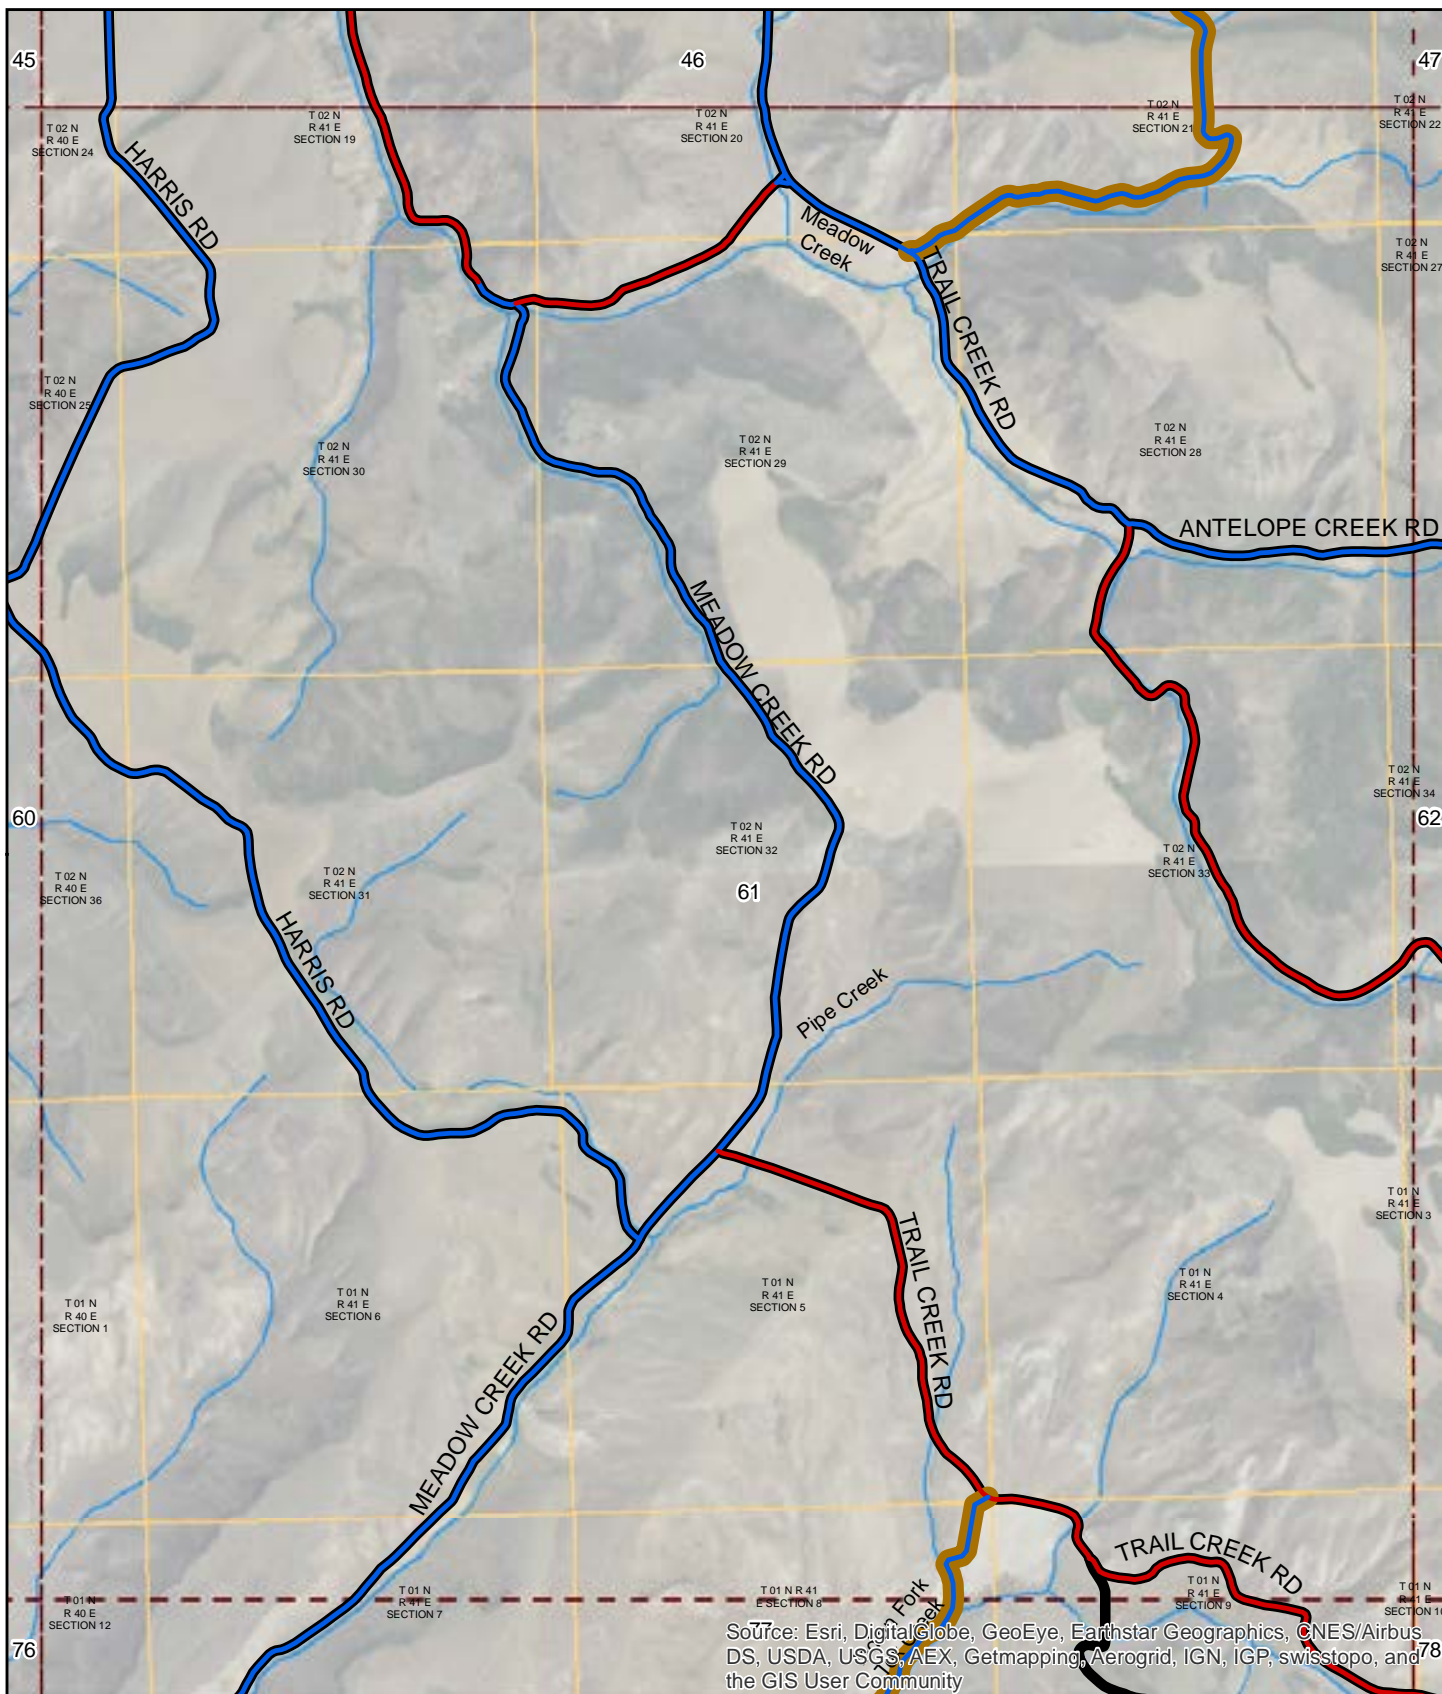 45
46
47
T 02 N
R 40 E
SECTION 24
T 02 N
R 41 E
SECTION 19
T 02 N
R 41 E
SECTION 20
T 02 N
R 41 E
SECTION 21
T 02 N
R 41 E
SECTION 22
HARRIS RD
Meadow
Creek
TRAIL CREEK RD
T 02 N
R 41 E
SECTION 27
T 02 N
R 40 E
SECTION 25
T 02 N
R 41 E
SECTION 30
T 02 N
R 41 E
SECTION 29
T 02 N
R 41 E
SECTION 28
ANTELOPE CREEK RD
MEADOW CREEK RD
60
T 02 N
R 41 E
SECTION 34
62
T 02 N
R 40 E
SECTION 36
T 02 N
R 41 E
SECTION 31
T 02 N
R 41 E
SECTION 32
61
T 02 N
R 41 E
SECTION 33
HARRIS RD
Pipe Creek
T 01 N
R 41 E
SECTION 3
TRAIL CREEK RD
T 01 N
R 40 E
SECTION 1
T 01 N
R 41 E
SECTION 6
T 01 N
R 41 E
SECTION 5
T 01 N
R 41 E
SECTION 4
MEADOW CREEK RD
TRAIL CREEK RD
T 01 N
R 40 E
SECTION 12
T 01 N
R 41 E
SECTION 7
T 01 N R 41
E SECTION 8
T 01 N
R 41 E
SECTION 9
T 01 N
R 41 E
SECTION 10
Fork
Creek
76
77
78
Source: Esri, DigitalGlobe, GeoEye, Earthstar Geographics, CNES/Airbus
DS, USDA, USGS, AEX, Getmapping, Aerogrid, IGN, IGP, swisstopo, and
the GIS User Community